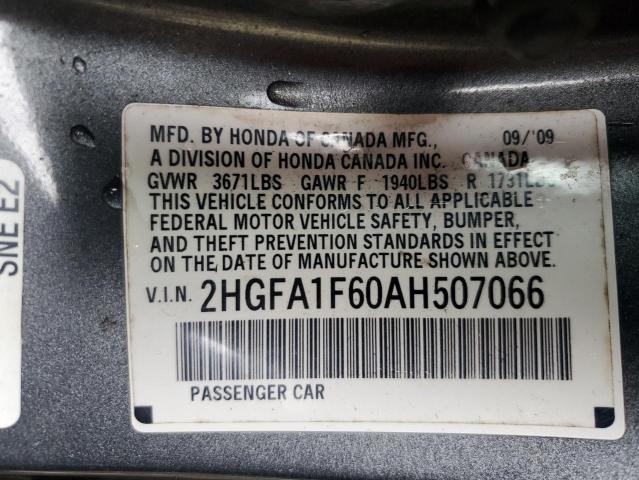 MFD. BY HONDA OF CANADA MFG., 09/'09
A DIVISION OF HONDA CANADA INC. CANADA
GVWR 3671LBS GAWR F 1940LBS R 1731LBS
THIS VEHICLE CONFORMS TO ALL APPLICABLE
FEDERAL MOTOR VEHICLE SAFETY, BUMPER,
AND THEFT PREVENTION STANDARDS IN EFFECT
ON THE DATE OF MANUFACTURE SHOWN ABOVE.
V.I.N. 2HGFA1F60AH507066
PASSENGER CAR
SNE E2